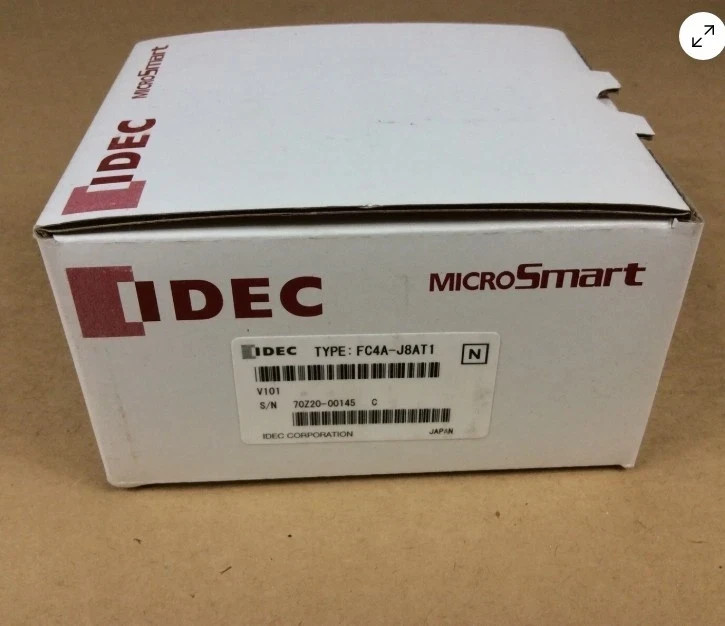 IDEC MICROSmart
IDEC MICROSmart
IDEC TYPE: FC4A-J8AT1 N
V101
S/N 70Z20-00145 C
IDEC CORPORATION JAPAN